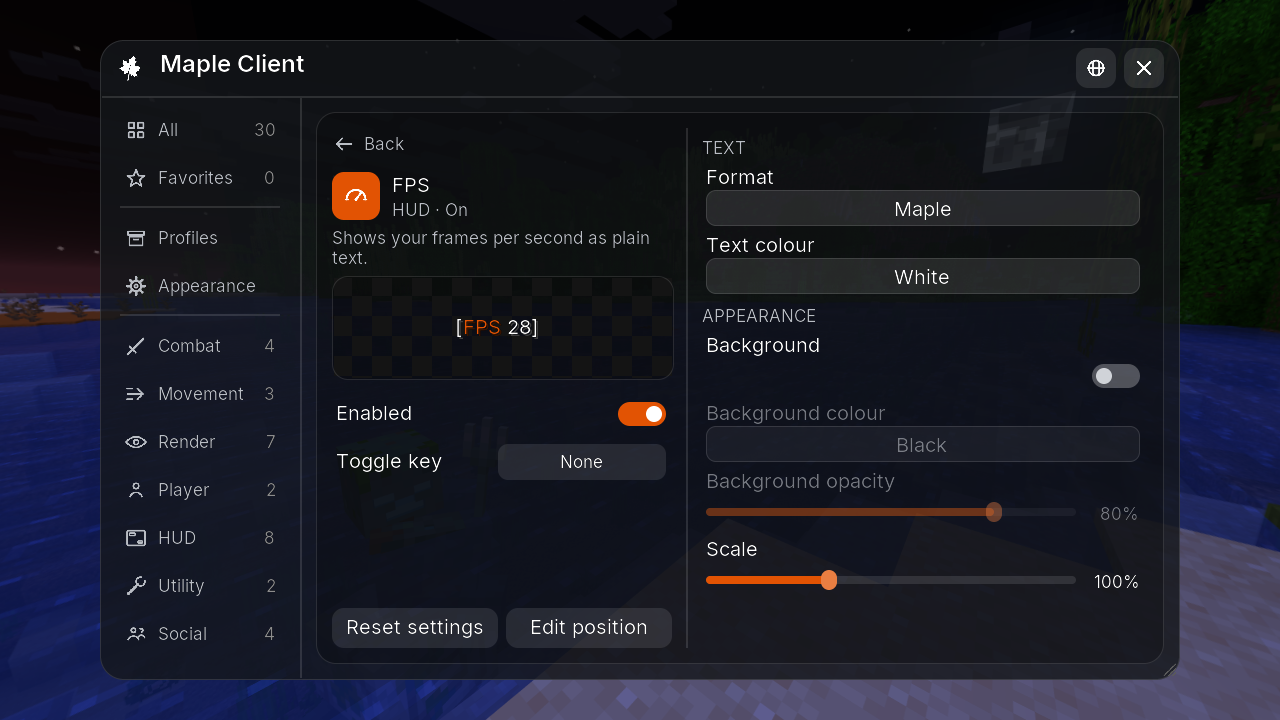 Maple Client
All 30
Favorites 0
Profiles
Appearance
Combat 4
Movement 3
Render 7
Player 2
HUD 8
Utility 2
Social 4
Back
FPS
HUD · On
Shows your frames per second as plain
text.
[FPS 28]
Enabled
Toggle key None
Reset settings Edit position
TEXT
Format
Maple
Text colour
White
APPEARANCE
Background
Background colour
Black
Background opacity
80%
Scale
100%